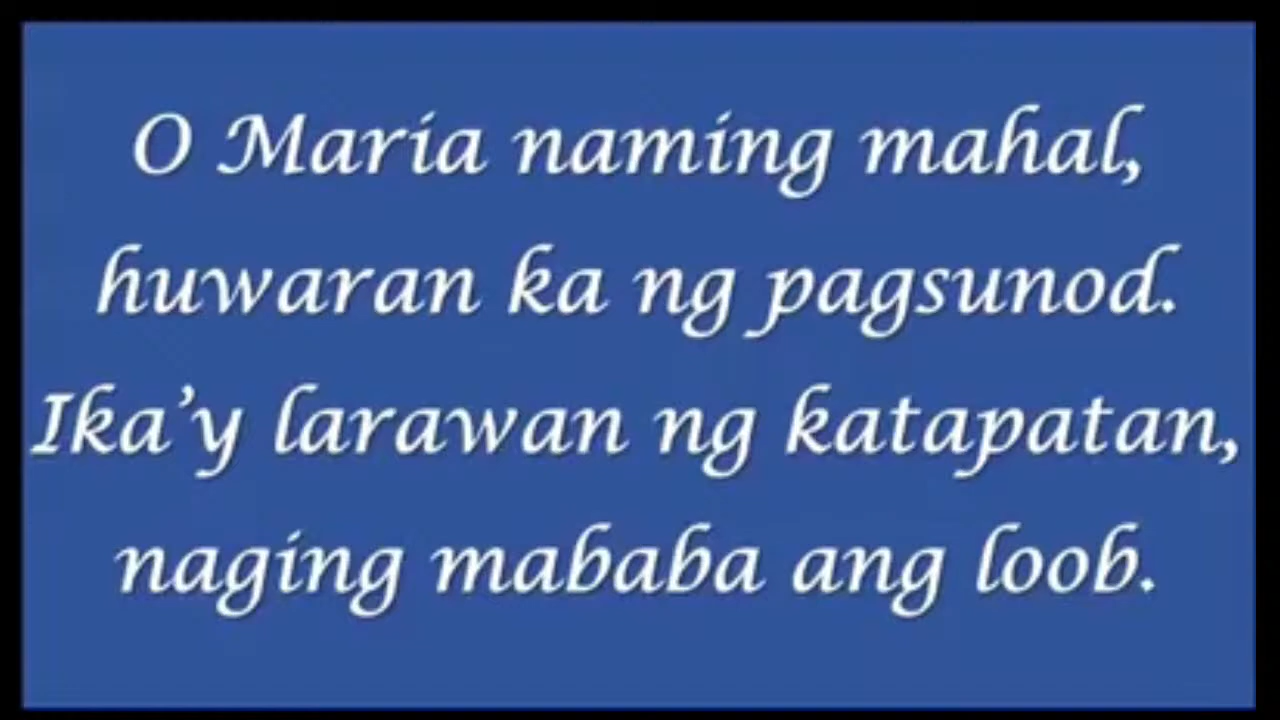 O Maria naming mahal,
huwaran ka ng pagsunod.
Ika’y larawan ng katapatan,
naging mababa ang loob.